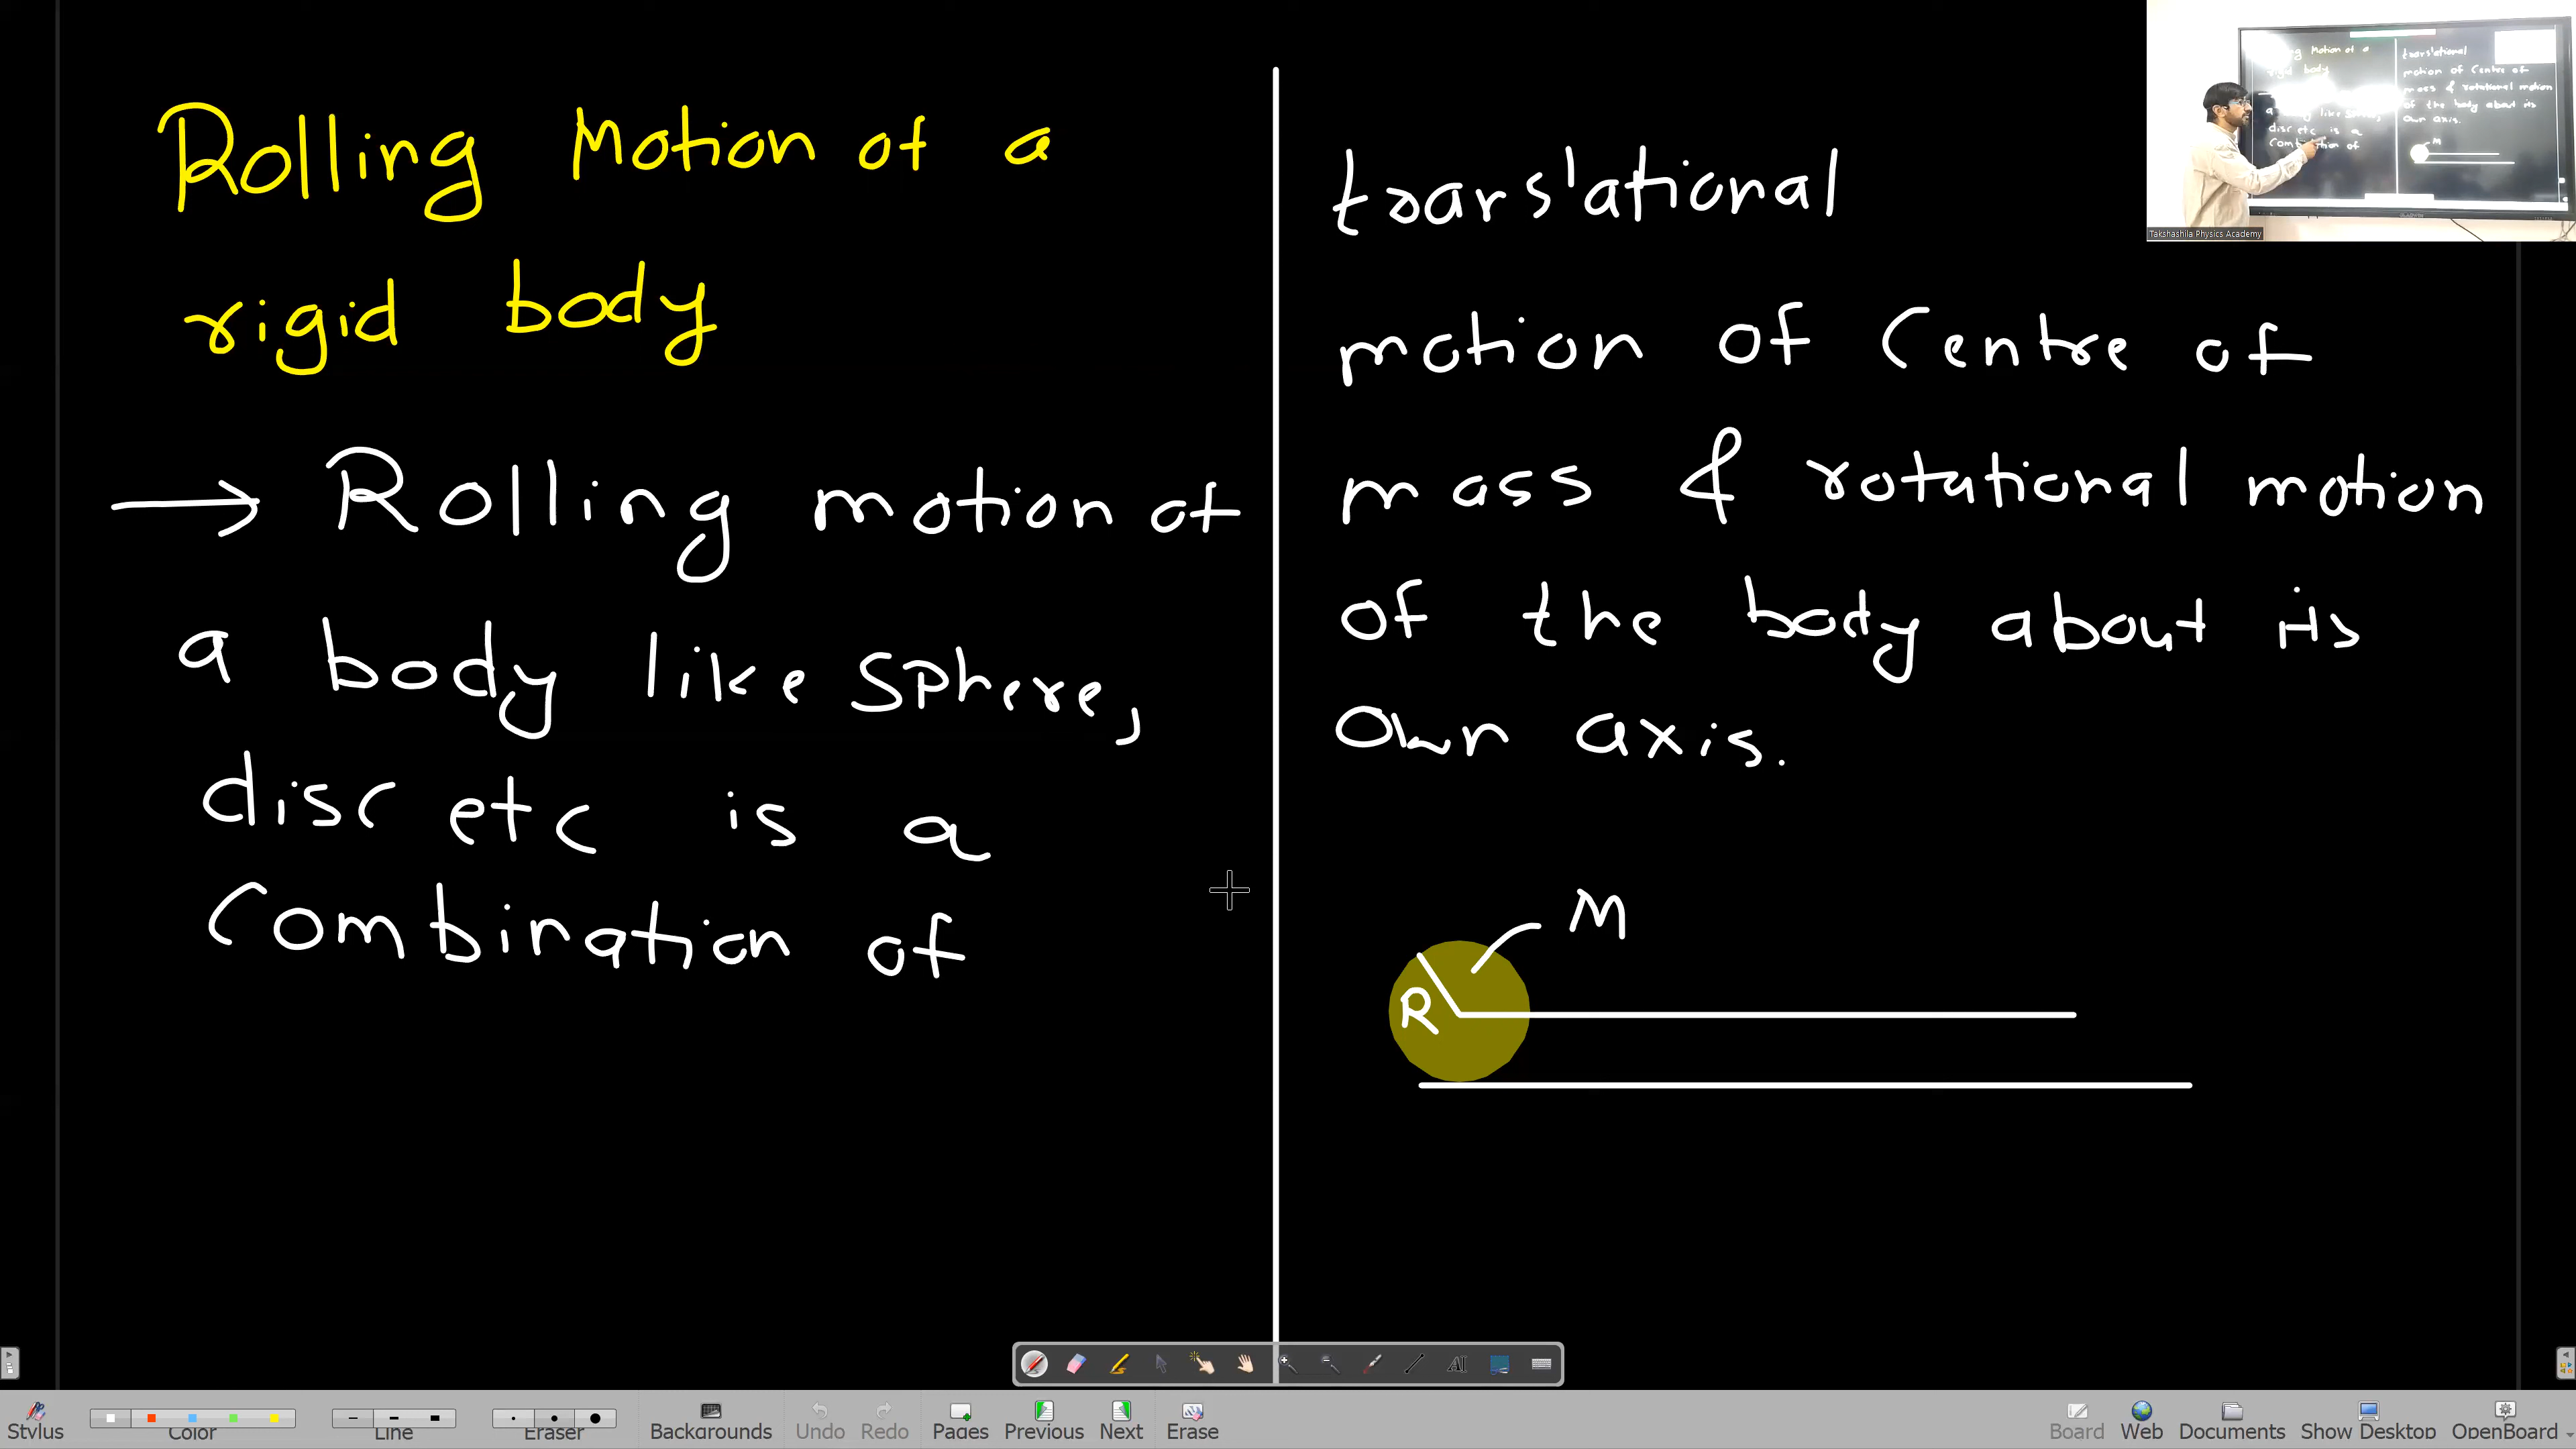 Rolling Motion of a
rigid body
→ Rolling motion of
a body like Sphere,
disc etc is a
Combination of
translational
motion of Centre of
mass & rotational motion
of the body about its
own axis.
M
R
Takshashila Physics Academy
Stylus
Color
Line
Eraser
Backgrounds
Undo
Redo
Pages
Previous
Next
Erase
Board
Web
Documents
Show Desktop
OpenBoard